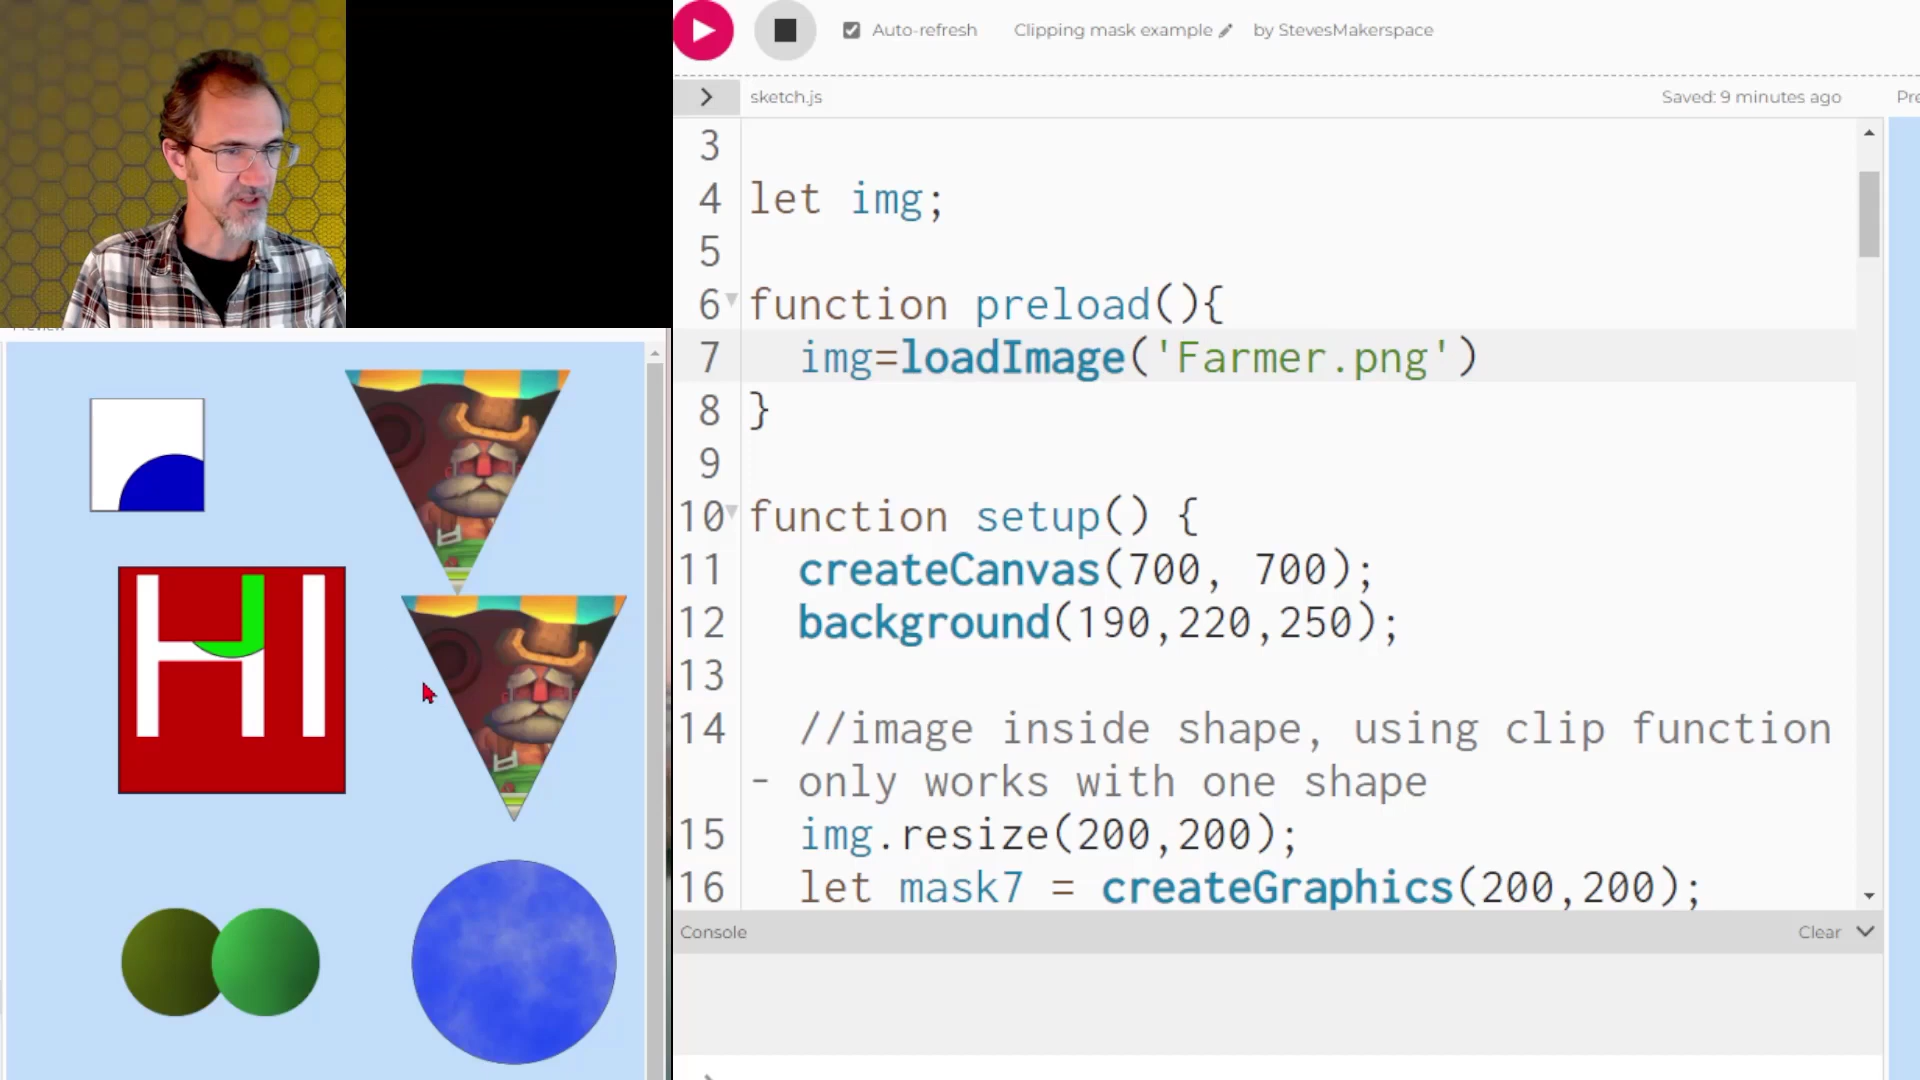 Auto-refresh Clipping mask example by StevesMakerspace
sketch.js Saved: 9 minutes ago Pre
3
4 let img;
5
6 function preload(){
7 img=loadImage('Farmer.png')
8 }
9
10 function setup() {
11 createCanvas(700, 700);
12 background(190,220,250);
13
14 //image inside shape, using clip function
- only works with one shape
15 img.resize(200,200);
16 let mask7 = createGraphics(200,200);
Console Clear
Preview
HI